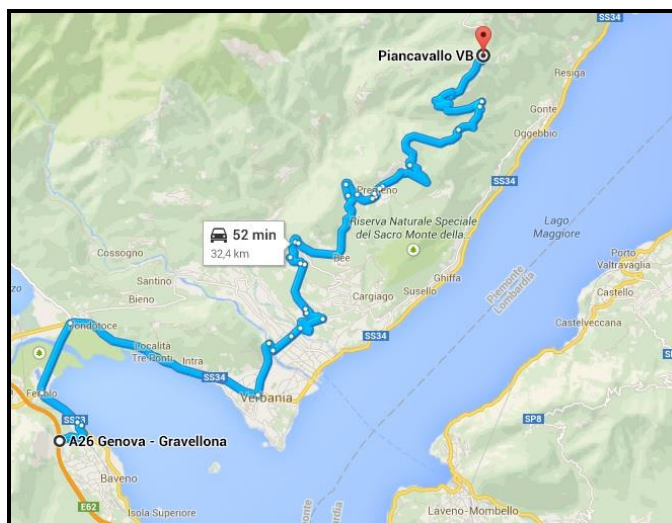 Piancavallo VB
Resiga
Gonte
Oggebbio
SS34
SS34
Premeno
52 min
32,4 km
Riserva Naturale Speciale
del Sacro Monte della...
Lago
Maggiore
Cossogno
Bee
Ghiffa
Porto
Valtravaglia
Santino
Susello
Piemonte
Lombardia
Castello
Bieno
Cargiago
Castelveccana
Fondotoce
Località
Tre Ponti
Intra
SS34
SS34
Verbania
SS33
A26 Genova - Gravellona
SP8
E62
Baveno
Isola Superiore
Laveno-Mombello